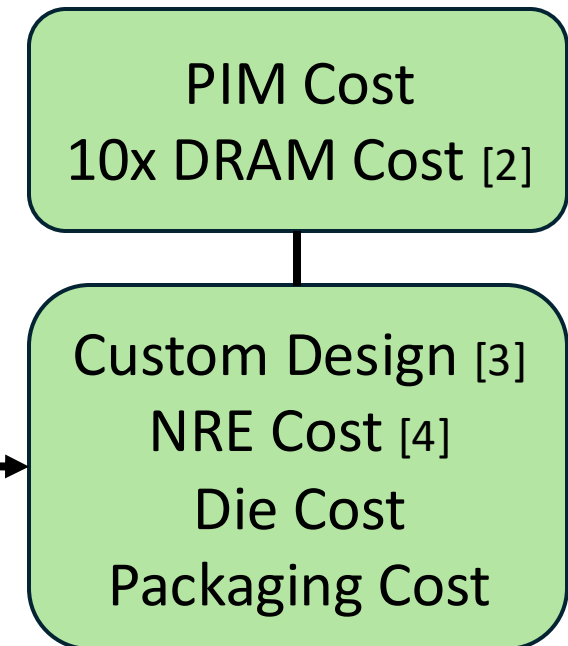 PIM Cost
10x DRAM Cost [2]
Custom Design [3]
NRE Cost [4]
Die Cost
Packaging Cost